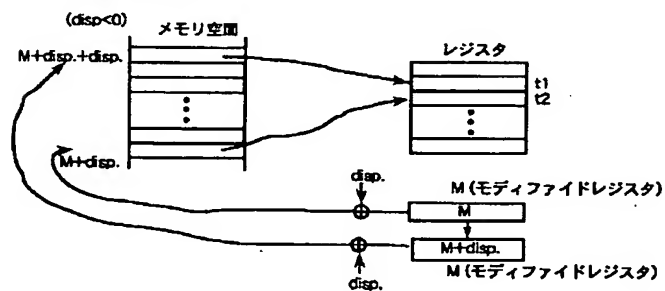 (disp<0)
メモリ空間
M+disp.+disp.
レジスタ
t1
t2
M+disp.
disp.
M(モディファイドレジスタ)
M
M+disp.
M(モディファイドレジスタ)
disp.